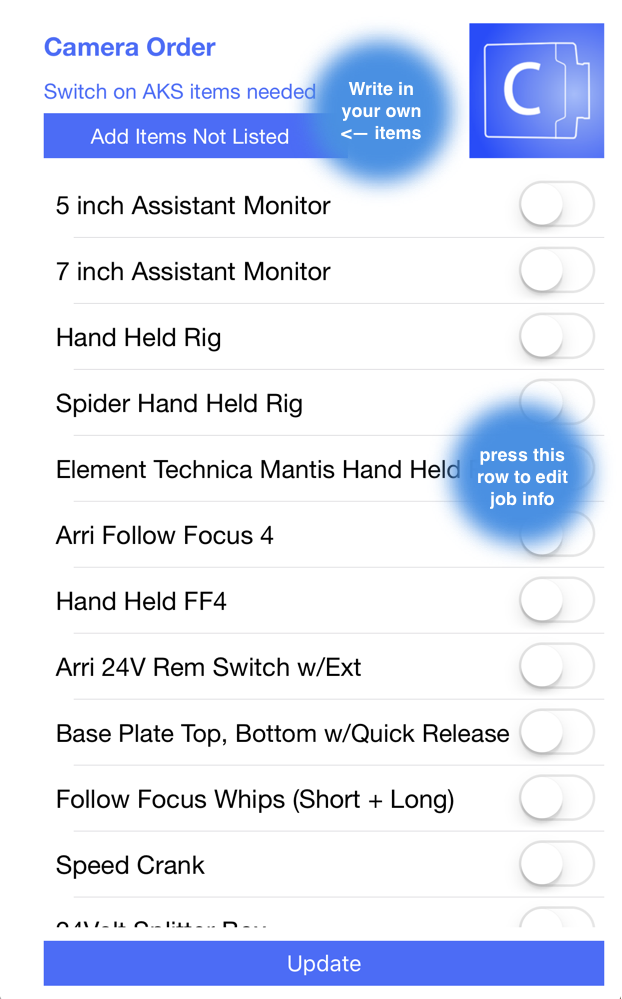 Camera Order
Switch on AKS items needed
Add Items Not Listed
Write in
your own
<— items
C
5 inch Assistant Monitor
7 inch Assistant Monitor
Hand Held Rig
Spider Hand Held Rig
Element Technica Mantis Hand Held
press this
row to edit
job info
Arri Follow Focus 4
Hand Held FF4
Arri 24V Rem Switch w/Ext
Base Plate Top, Bottom w/Quick Release
Follow Focus Whips (Short + Long)
Speed Crank
24Volt Splitter Box
Update